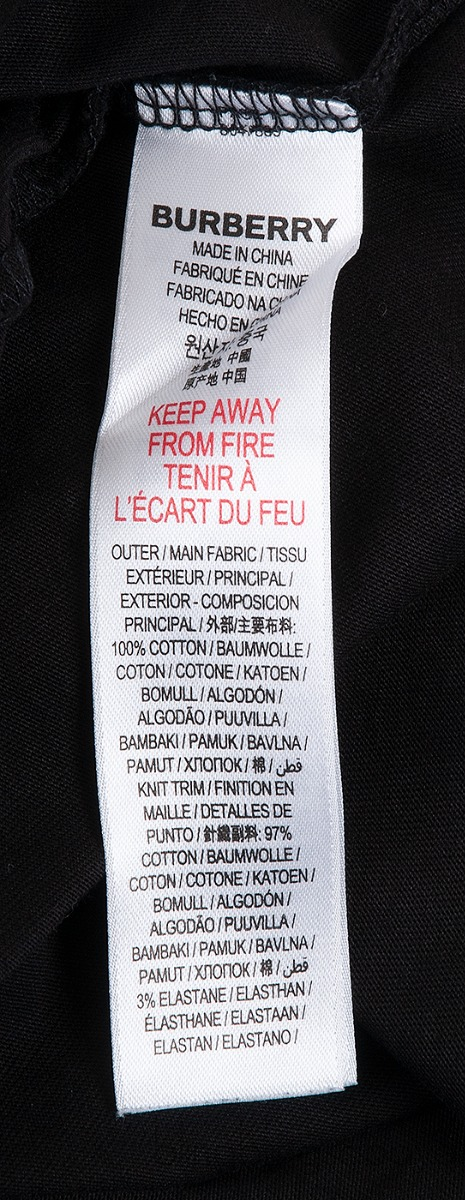 BURBERRY
MADE IN CHINA
FABRIQUÉ EN CHINE
FABRICADO NA CHINA
HECHO EN CHINA
원산지: 중국
生產地 中國
原产地 中国
KEEP AWAY
FROM FIRE
TENIR À
L'ÉCART DU FEU
OUTER / MAIN FABRIC / TISSU
EXTÉRIEUR / PRINCIPAL /
EXTERIOR - COMPOSICION
PRINCIPAL / 外部/主要布料:
100% COTTON / BAUMWOLLE /
COTON / COTONE / KATOEN /
BOMULL / ALGODÓN /
ALGODÃO / PUUVILLA /
BAMBAKI / PAMUK / BAVLNA /
PAMUT / ХЛОПОК / 棉 / قطن /
KNIT TRIM / FINITION EN
MAILLE / DETALLES DE
PUNTO / 針織副料: 97%
COTTON / BAUMWOLLE /
COTON / COTONE / KATOEN /
BOMULL / ALGODÓN /
ALGODÃO / PUUVILLA /
BAMBAKI / PAMUK / BAVLNA /
PAMUT / ХЛОПОК / 棉 / قطن /
3% ELASTANE / ELASTHAN /
ÉLASTHANE / ELASTAAN /
ELASTAN / ELASTANO /